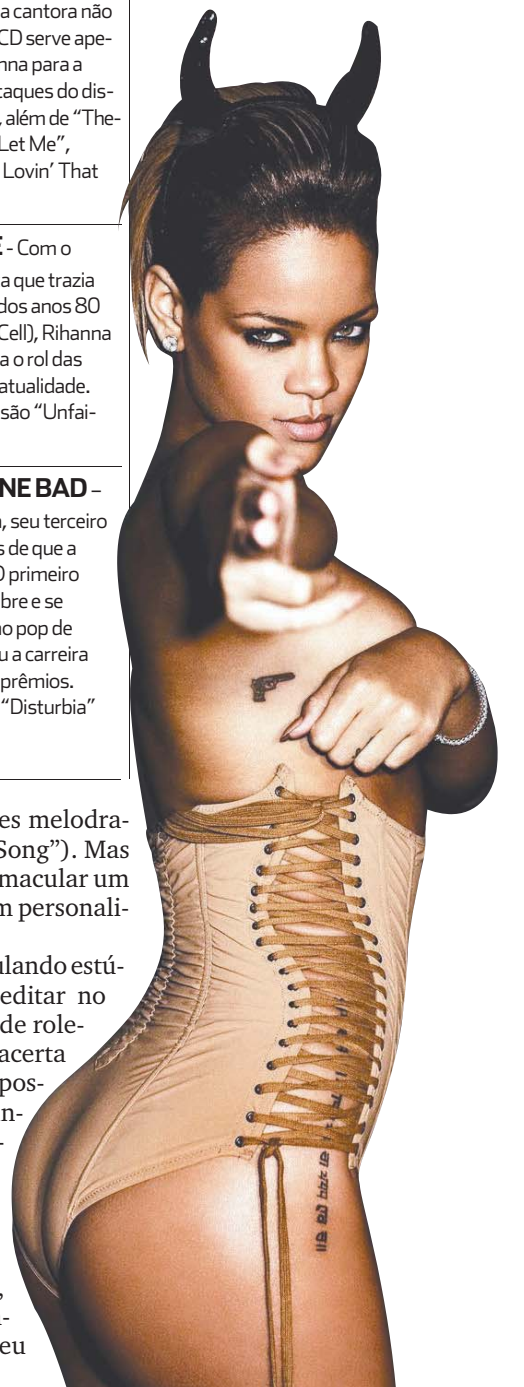 a cantora não
CD serve ape-
nna para a
taques do dis-
, além de “The-
Let Me”,
Lovin’ That
E - Com o
a que trazia
dos anos 80
Cell), Rihanna
a o rol das
atualidade.
são “Unfai-
NE BAD –
, seu terceiro
s de que a
O primeiro
bre e se
no pop de
u a carreira
prêmios.
“Disturbia”
es melodra-
Song”). Mas
macular um
m personali-
ulando estú-
editar no
de role-
acerta
pos-
n-
-
,
i-
eu